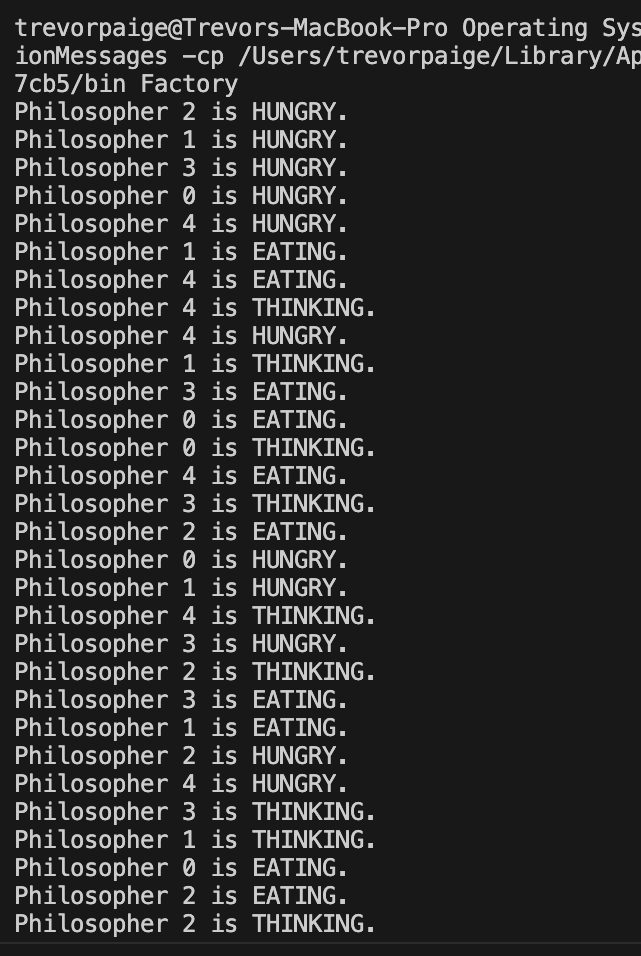 trevorpaige@Trevors-MacBook-Pro Operating Sys
ionMessages -cp /Users/trevorpaige/Library/Ap
7cb5/bin Factory
Philosopher 2 is HUNGRY.
Philosopher 1 is HUNGRY.
Philosopher 3 is HUNGRY.
Philosopher 0 is HUNGRY.
Philosopher 4 is HUNGRY.
Philosopher 1 is EATING.
Philosopher 4 is EATING.
Philosopher 4 is THINKING.
Philosopher 4 is HUNGRY.
Philosopher 1 is THINKING.
Philosopher 3 is EATING.
Philosopher 0 is EATING.
Philosopher 0 is THINKING.
Philosopher 4 is EATING.
Philosopher 3 is THINKING.
Philosopher 2 is EATING.
Philosopher 0 is HUNGRY.
Philosopher 1 is HUNGRY.
Philosopher 4 is THINKING.
Philosopher 3 is HUNGRY.
Philosopher 2 is THINKING.
Philosopher 3 is EATING.
Philosopher 1 is EATING.
Philosopher 2 is HUNGRY.
Philosopher 4 is HUNGRY.
Philosopher 3 is THINKING.
Philosopher 1 is THINKING.
Philosopher 0 is EATING.
Philosopher 2 is EATING.
Philosopher 2 is THINKING.